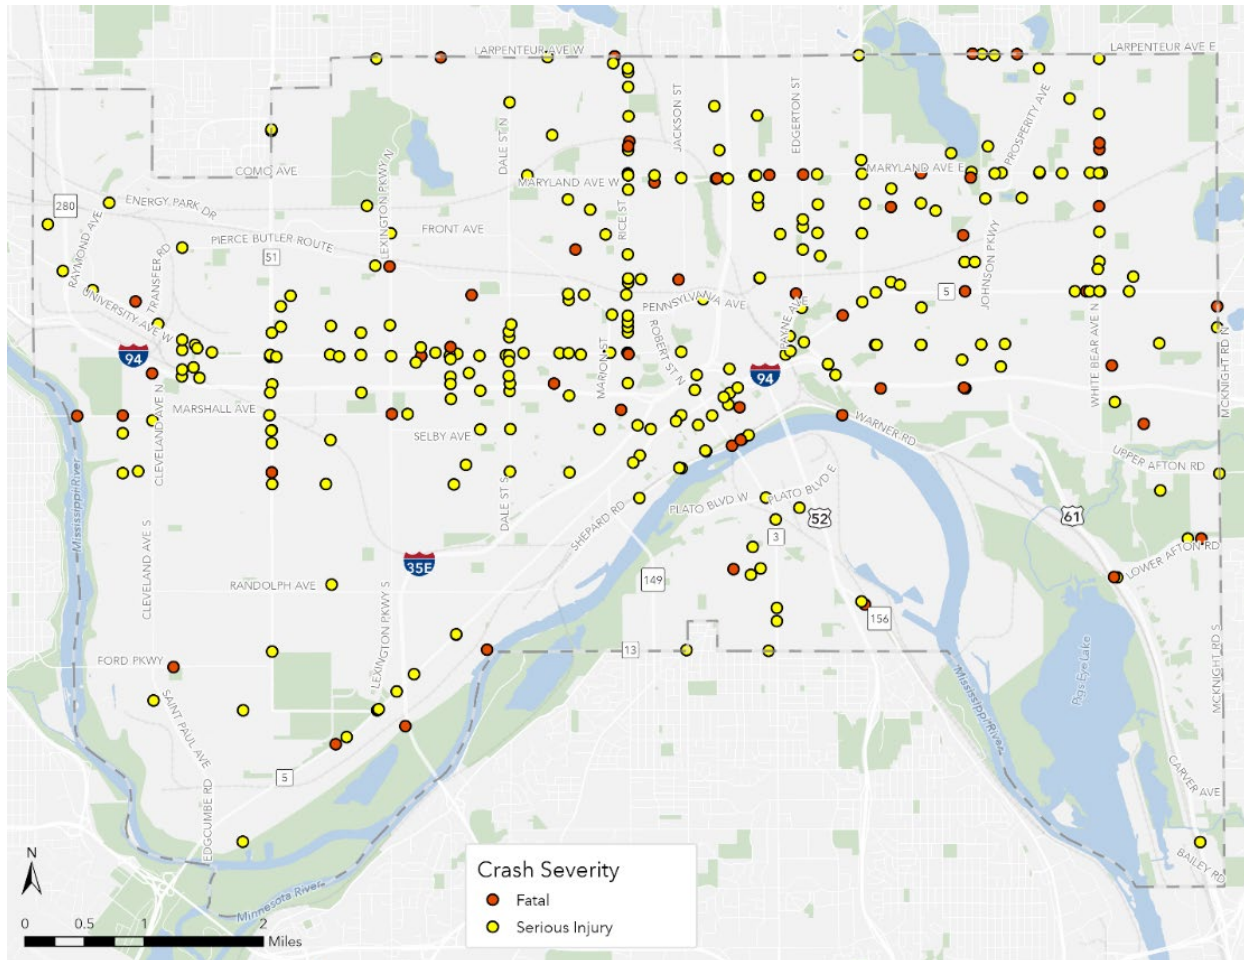 LARPENTEUR AVE W
LARPENTEUR AVE E
JACKSON ST
EDGERTON ST
PROSPERITY AVE
DALE ST N
COMO AVE
LEXINGTON PKWY N
MARYLAND AVE W
MARYLAND AVE E
280
ENERGY PARK DR
RICE ST
FRONT AVE
RAYMOND AVE
PIERCE BUTLER ROUTE
51
TRANSFER RD
JOHNSON PKWY
5
PENNSYLVANIA AVE
UNIVERSITY AVE W
PAYNE AVE
94
MARION ST
ROBERT ST N
94
WHITE BEAR AVE N
MCKNIGHT RD N
CLEVELAND AVE N
MARSHALL AVE
SELBY AVE
WARNER RD
UPPER AFTON RD
Mississippi River
DALE ST S
PLATO BLVD W
PLATO BLVD E
SHEPARD RD
52
61
3
CLEVELAND AVE S
35E
LOWER AFTON RD
RANDOLPH AVE
149
156
LEXINGTON PKWY S
13
FORD PKWY
Pigs Eye Lake
MCKNIGHT RD S
SAINT PAUL AVE
Mississippi River
5
CARVER AVE
EDGCUMBE RD
BAILEY RD
Minnesota River
N
Crash Severity
Fatal
Serious Injury
0 0.5 1 2
Miles